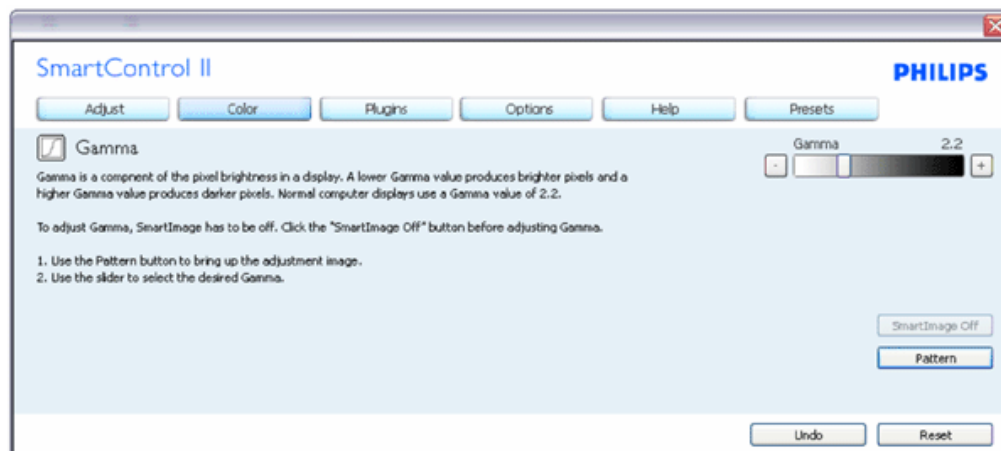 SmartControl II
PHILIPS
Adjust Color Plugins Options Help Presets
Gamma
Gamma 2.2
- +
Gamma is a compnent of the pixel brightness in a display. A lower Gamma value produces brighter pixels and a
higher Gamma value produces darker pixels. Normal computer displays use a Gamma value of 2.2.
To adjust Gamma, SmartImage has to be off. Click the "SmartImage Off" button before adjusting Gamma.
1. Use the Pattern button to bring up the adjustment image.
2. Use the slider to select the desired Gamma.
SmartImage Off
Pattern
Undo Reset